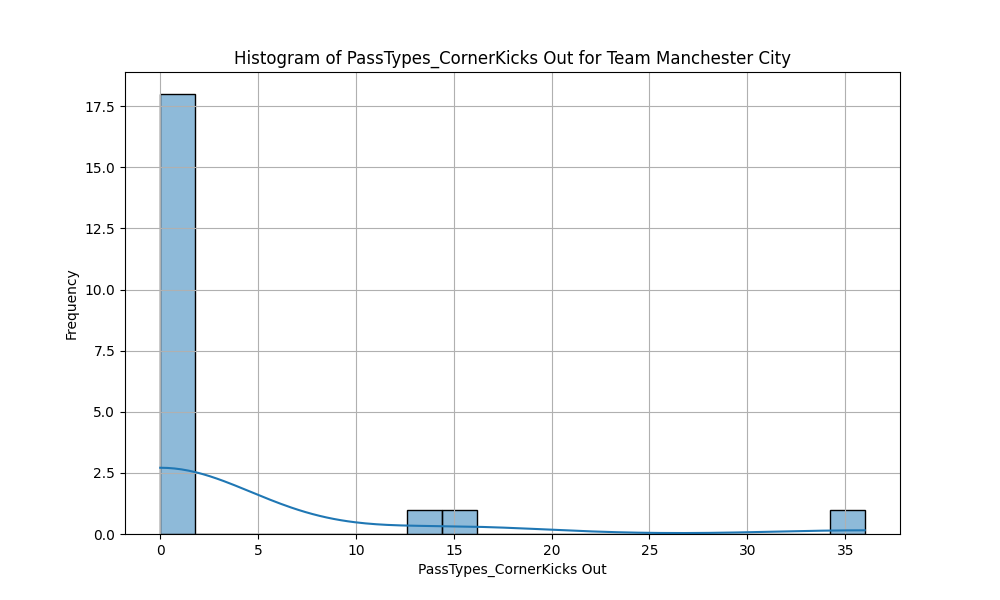 Histogram of PassTypes_CornerKicks Out for Team Manchester City
17.5
15.0
12.5
10.0
7.5
5.0
2.5
0.0
Frequency
0 5 10 15 20 25 30 35
PassTypes_CornerKicks Out